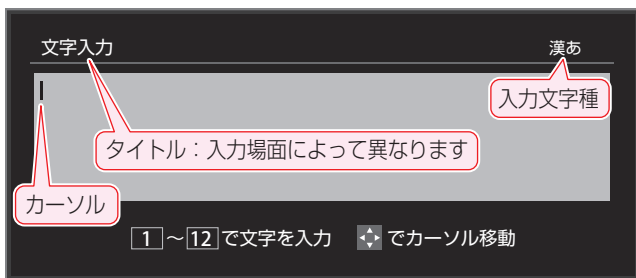 文字入力 漢あ
入力文字種
タイトル：入力場面によって異なります
カーソル
1～12で文字を入力 でカーソル移動